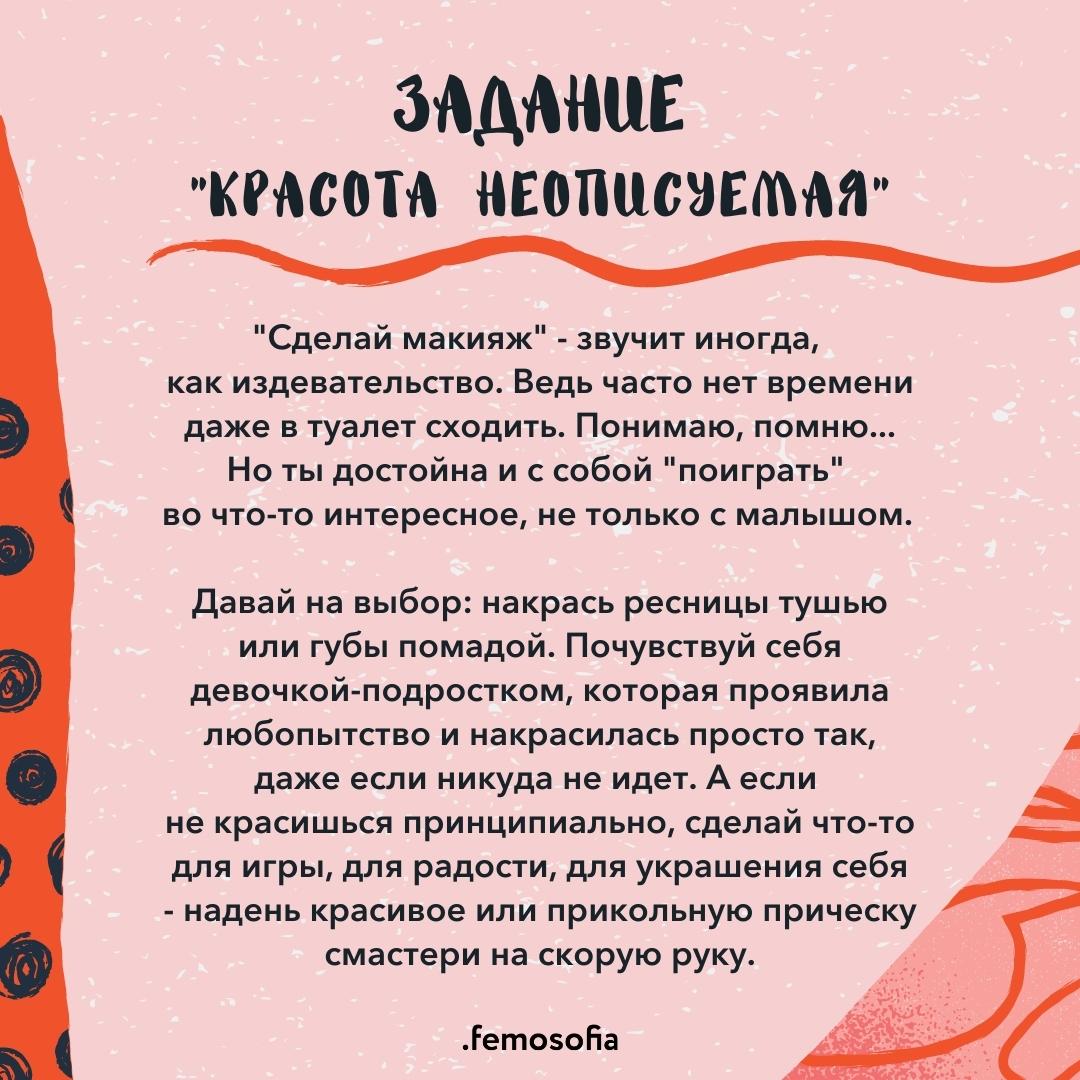 ЗАДАНИЕ
"КРАСОТА НЕОПИСУЕМАЯ"
"Сделай макияж" - звучит иногда,
как издевательство. Ведь часто нет времени
даже в туалет сходить. Понимаю, помню...
Но ты достойна и с собой "поиграть"
во что-то интересное, не только с малышом.
Давай на выбор: накрась ресницы тушью
или губы помадой. Почувствуй себя
девочкой-подростком, которая проявила
любопытство и накрасилась просто так,
даже если никуда не идет. А если
не красишься принципиально, сделай что-то
для игры, для радости, для украшения себя
- надень красивое или прикольную прическу
смастери на скорую руку.
.femosofia